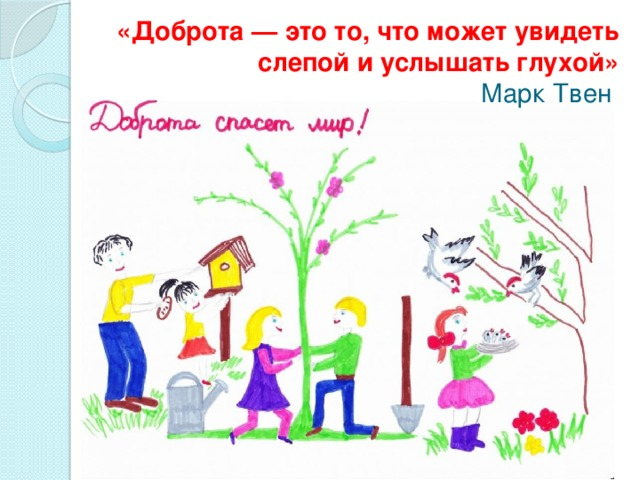 «Доброта — это то, что может увидеть
слепой и услышать глухой»
Марк Твен
Доброта спасет мир!